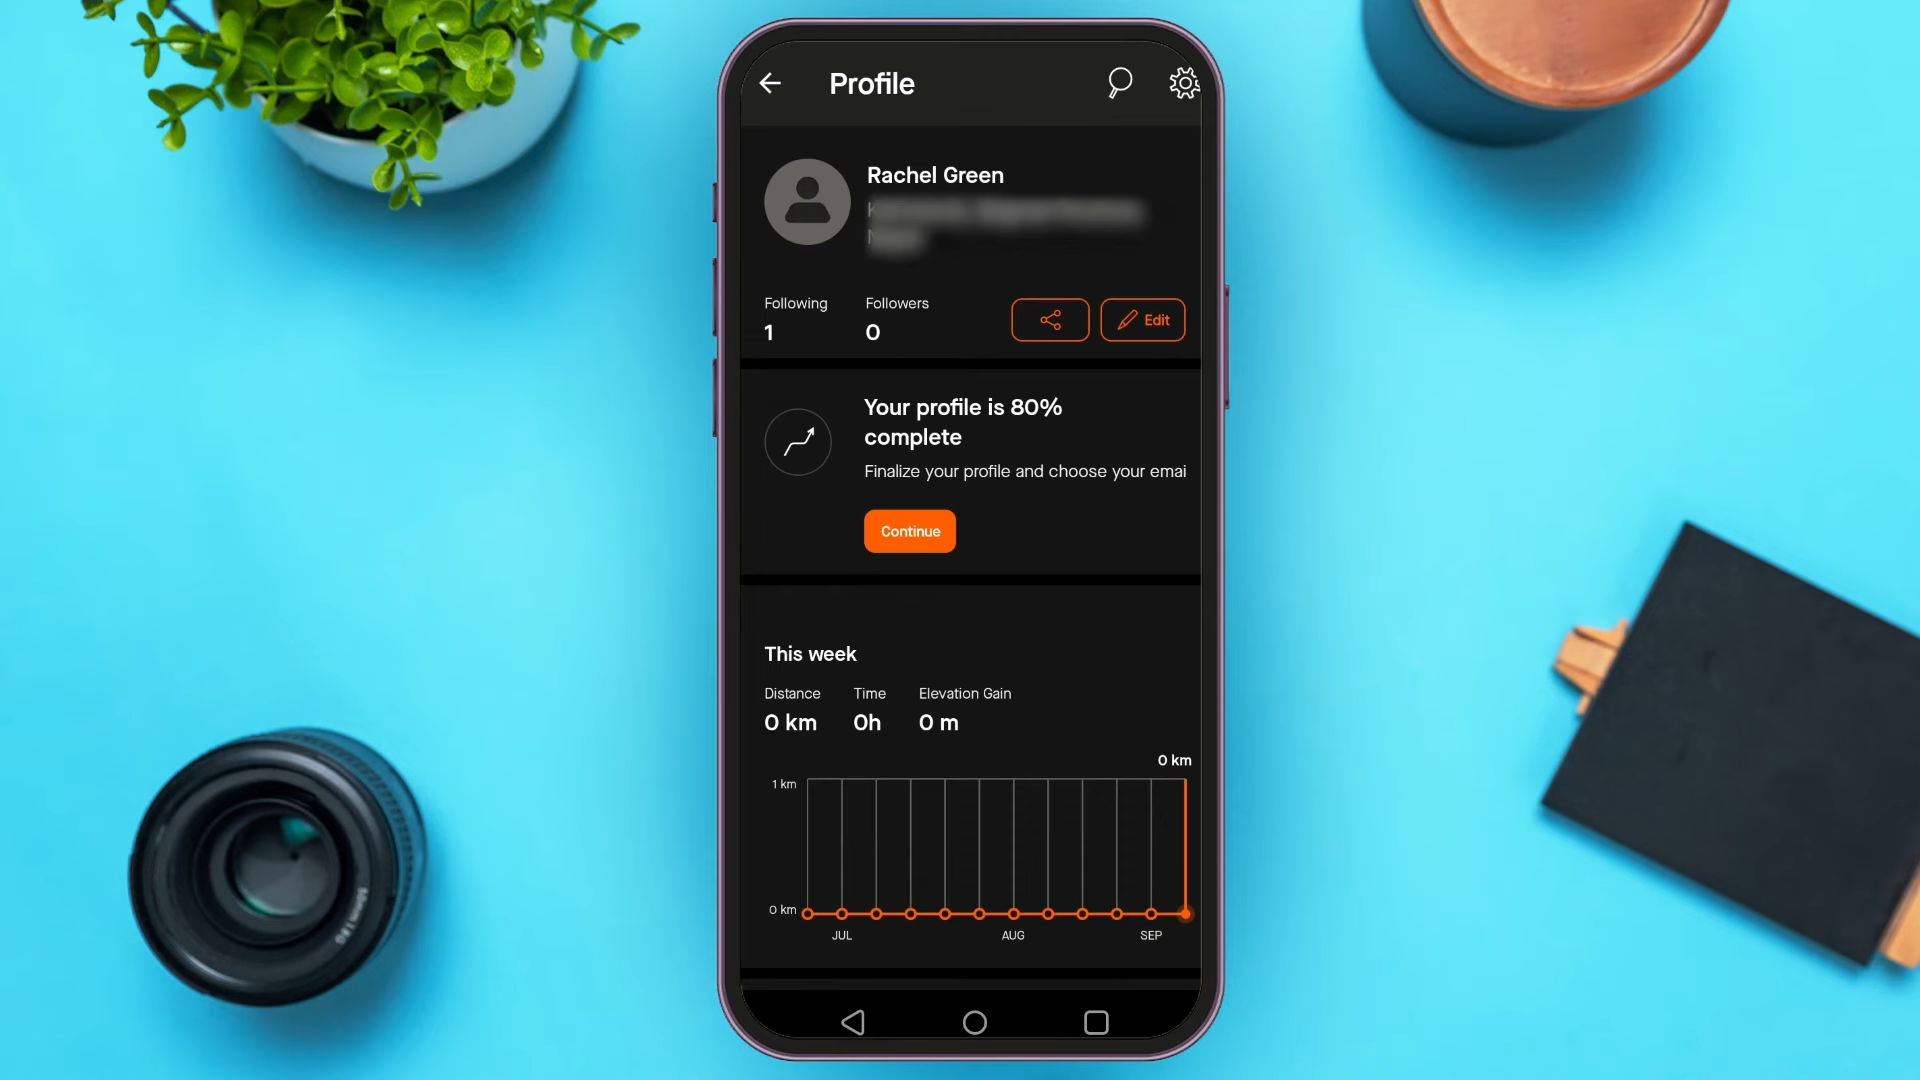 Profile
Rachel Green
Following
Followers
1
0
Edit
Your profile is 80%
complete
Finalize your profile and choose your emai
Continue
This week
Distance
Time
Elevation Gain
0 km
0h
0 m
0 km
1 km
0 km
JUL
AUG
SEP